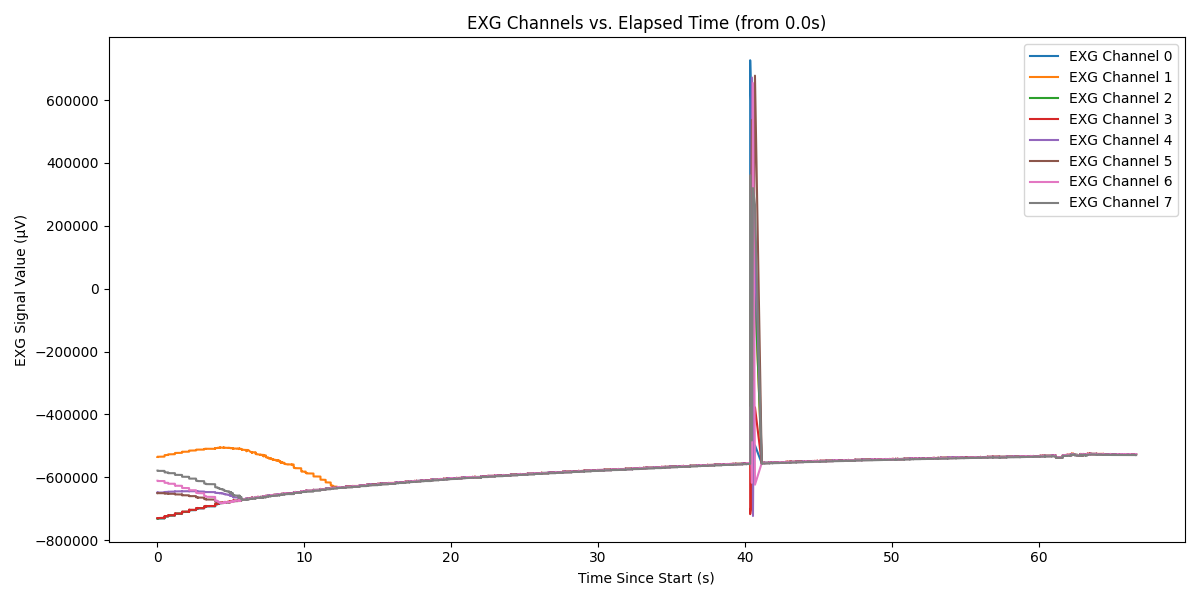 EXG Channels vs. Elapsed Time (from 0.0s)
EXG Channel 0
EXG Channel 1
EXG Channel 2
EXG Channel 3
EXG Channel 4
EXG Channel 5
EXG Channel 6
EXG Channel 7
EXG Signal Value (µV)
600000
400000
200000
0
−200000
−400000
−600000
−800000
0 10 20 30 40 50 60
Time Since Start (s)